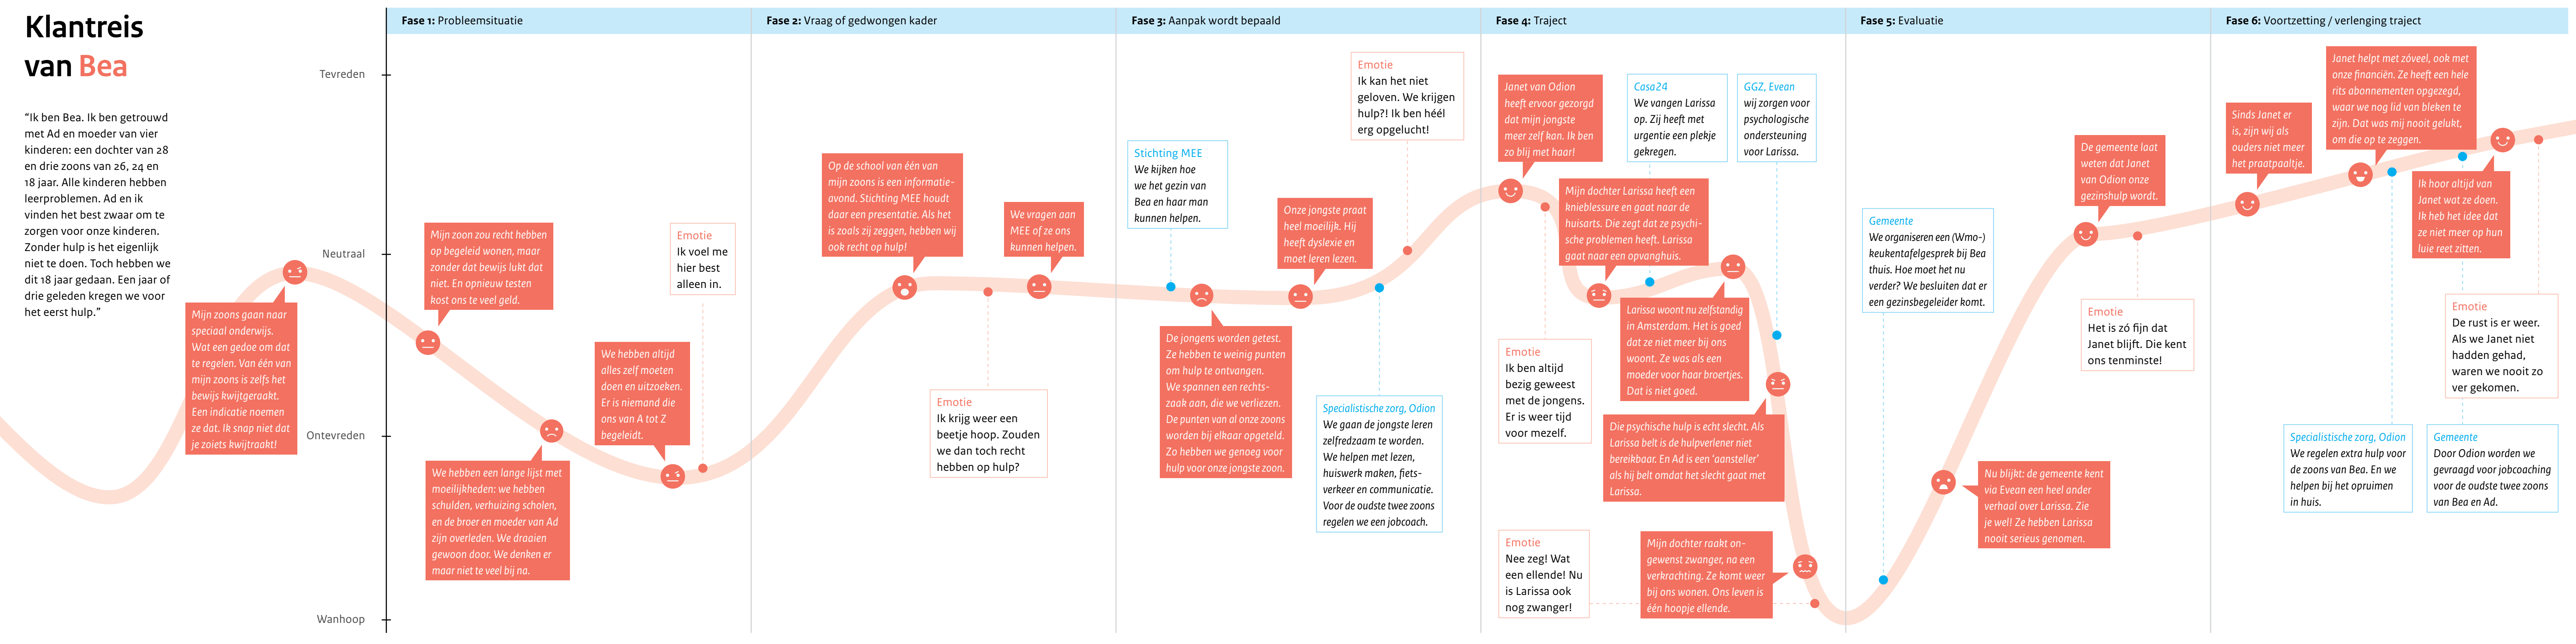 Klantreis
van Bea
“Ik ben Bea. Ik ben getrouwd
met Ad en moeder van vier
kinderen: een dochter van 28
en drie zoons van 26, 24 en
18 jaar. Alle kinderen hebben
leerproblemen. Ad en ik
vinden het best zwaar om te
zorgen voor onze kinderen.
Zonder hulp is het eigenlijk
niet te doen. Toch hebben we
dit 18 jaar gedaan. Een jaar of
drie geleden kregen we voor
het eerst hulp.”
Tevreden
Neutraal
Ontevreden
Wanhoop
Mijn zoons gaan naar
speciaal onderwijs.
Wat een gedoe om dat
te regelen. Van één van
mijn zoons is zelfs het
bewijs kwijtgeraakt.
Een indicatie noemen
ze dat. Ik snap niet dat
je zoiets kwijtraakt!
Fase 1: Probleemsituatie
Mijn zoon zou recht hebben
op begeleid wonen, maar
zonder dat bewijs lukt dat
niet. En opnieuw testen
kost ons te veel geld.
We hebben een lange lijst met
moeilijkheden: we hebben
schulden, verhuizing scholen,
en de broer en moeder van Ad
zijn overleden. We draaien
gewoon door. We denken er
maar niet te veel bij na.
We hebben altijd
alles zelf moeten
doen en uitzoeken.
Er is niemand die
ons van A tot Z
begeleidt.
Emotie
Ik voel me
hier best
alleen in.
Fase 2: Vraag of gedwongen kader
Op de school van één van
mijn zoons is een informatie-
avond. Stichting MEE houdt
daar een presentatie. Als het
is zoals zij zeggen, hebben wij
ook recht op hulp!
Emotie
Ik krijg weer een
beetje hoop. Zouden
we dan toch recht
hebben op hulp?
We vragen aan
MEE of ze ons
kunnen helpen.
Fase 3: Aanpak wordt bepaald
Stichting MEE
We kijken hoe
we het gezin van
Bea en haar man
kunnen helpen.
De jongens worden getest.
Ze hebben te weinig punten
om hulp te ontvangen.
We spannen een rechts-
zaak aan, die we verliezen.
De punten van al onze zoons
worden bij elkaar opgeteld.
Zo hebben we genoeg voor
hulp voor onze jongste zoon.
Onze jongste praat
heel moeilijk. Hij
heeft dyslexie en
moet leren lezen.
Specialistische zorg, Odion
We gaan de jongste leren
zelfredzaam te worden.
We helpen met lezen,
huiswerk maken, fiets-
verkeer en communicatie.
Voor de oudste twee zoons
regelen we een jobcoach.
Emotie
Ik kan het niet
geloven. We krijgen
hulp?! Ik ben héél
erg opgelucht!
Fase 4: Traject
Janet van Odion
heeft ervoor gezorgd
dat mijn jongste
meer zelf kan. Ik ben
zo blij met haar!
Emotie
Ik ben altijd
bezig geweest
met de jongens.
Er is weer tijd
voor mezelf.
Mijn dochter Larissa heeft een
knieblessure en gaat naar de
huisarts. Die zegt dat ze psychi-
sche problemen heeft. Larissa
gaat naar een opvanghuis.
Casa24
We vangen Larissa
op. Zij heeft met
urgentie een plekje
gekregen.
Larissa woont nu zelfstandig
in Amsterdam. Het is goed
dat ze niet meer bij ons
woont. Ze was als een
moeder voor haar broertjes.
Dat is niet goed.
GGZ, Evean
wij zorgen voor
psychologische
ondersteuning
voor Larissa.
Die psychische hulp is echt slecht. Als
Larissa belt is de hulpverlener niet
bereikbaar. En Ad is een ‘aansteller’
als hij belt omdat het slecht gaat met
Larissa.
Mijn dochter raakt on-
gewenst zwanger, na een
verkrachting. Ze komt weer
bij ons wonen. Ons leven is
één hoopje ellende.
Emotie
Nee zeg! Wat
een ellende! Nu
is Larissa ook
nog zwanger!
Fase 5: Evaluatie
Gemeente
We organiseren een (Wmo-)
keukentafelgesprek bij Bea
thuis. Hoe moet het nu
verder? We besluiten dat er
een gezinsbegeleider komt.
Nu blijkt: de gemeente kent
via Evean een heel ander
verhaal over Larissa. Zie
je wel! Ze hebben Larissa
nooit serieus genomen.
De gemeente laat
weten dat Janet
van Odion onze
gezinshulp wordt.
Emotie
Het is zó fijn dat
Janet blijft. Die kent
ons tenminste!
Fase 6: Voortzetting / verlenging traject
Sinds Janet er
is, zijn wij als
ouders niet meer
het praatpaaltje.
Janet helpt met zóveel, ook met
onze financiën. Ze heeft een hele
rits abonnementen opgezegd,
waar we nog lid van bleken te
zijn. Dat was mij nooit gelukt,
om die op te zeggen.
Specialistische zorg, Odion
We regelen extra hulp voor
de zoons van Bea. En we
helpen bij het opruimen
in huis.
Gemeente
Door Odion worden we
gevraagd voor jobcoaching
voor de oudste twee zoons
van Bea en Ad.
Ik hoor altijd van
Janet wat ze doen.
Ik heb het idee dat
ze niet meer op hun
luie reet zitten.
Emotie
De rust is er weer.
Als we Janet niet
hadden gehad,
waren we nooit zo
ver gekomen.